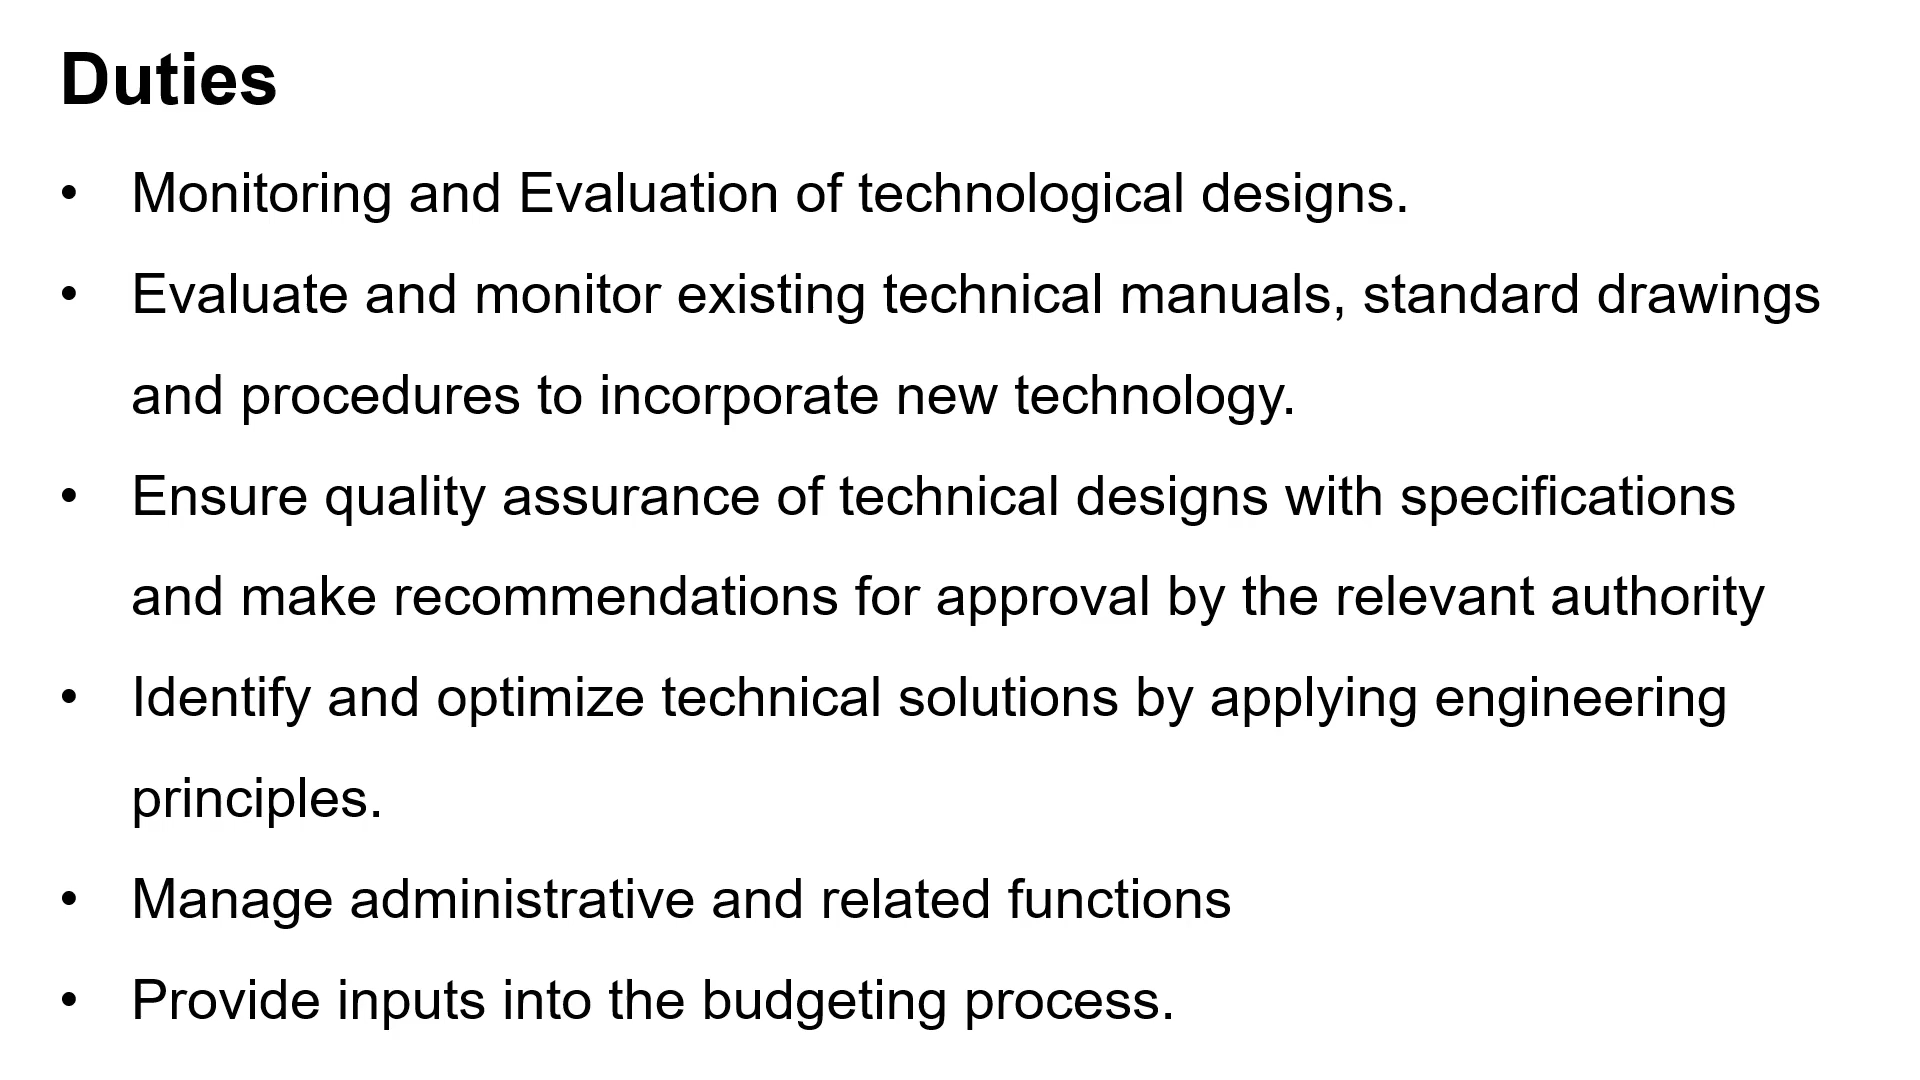 Duties
• Monitoring and Evaluation of technological designs.
• Evaluate and monitor existing technical manuals, standard drawings
and procedures to incorporate new technology.
• Ensure quality assurance of technical designs with specifications
and make recommendations for approval by the relevant authority
• Identify and optimize technical solutions by applying engineering
principles.
• Manage administrative and related functions
• Provide inputs into the budgeting process.